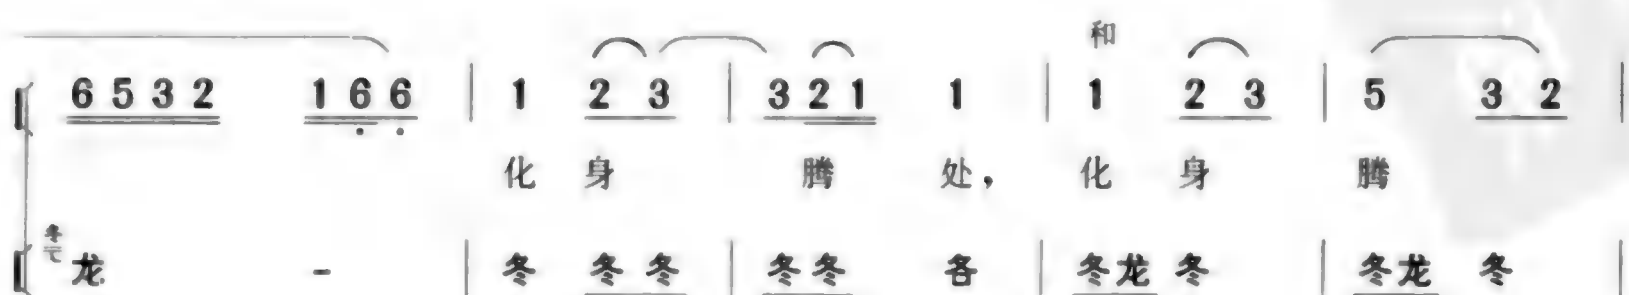 和
6532 166 | 1 23 | 321 1 | 1 23 | 5 32 |
化 身 腾 处， 化 身 腾
冬 龙 - | 冬 冬冬 | 冬冬 各 | 冬龙 冬 | 冬龙 冬 |